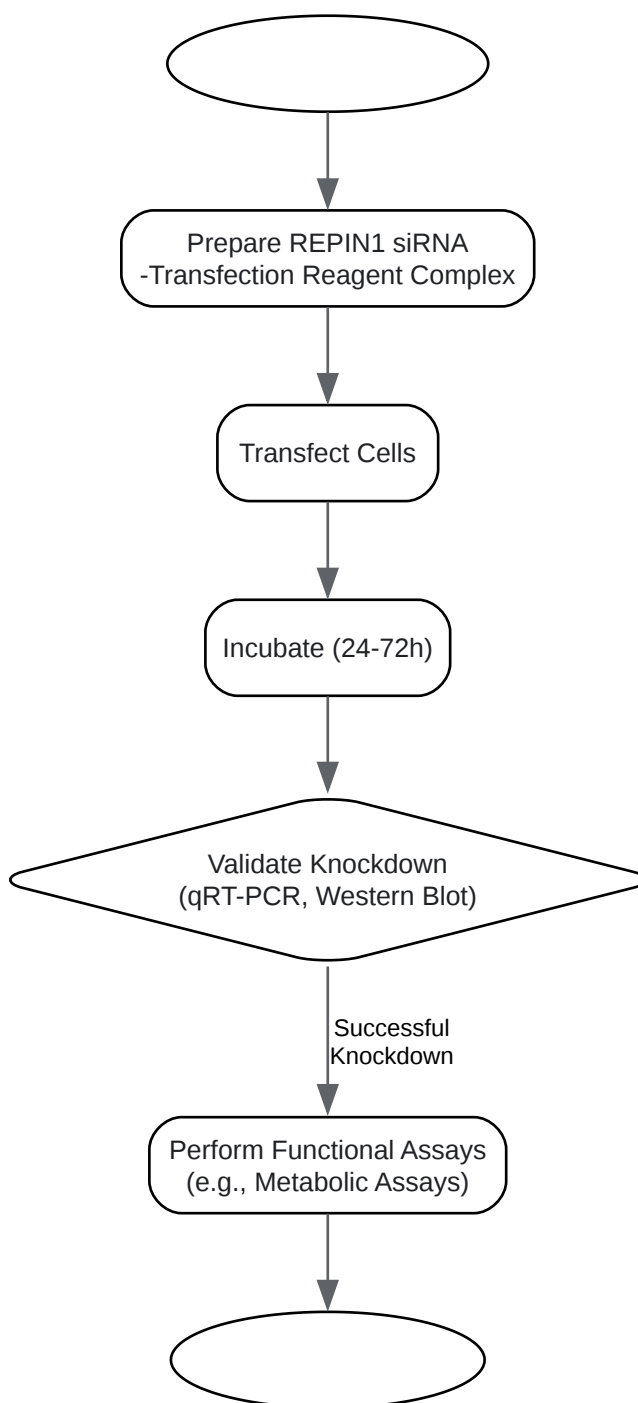 Prepare REPIN1 siRNA
-Transfection Reagent Complex
Transfect Cells
Incubate (24-72h)
Validate Knockdown
(qRT-PCR, Western Blot)
Successful
Knockdown
Perform Functional Assays
(e.g., Metabolic Assays)